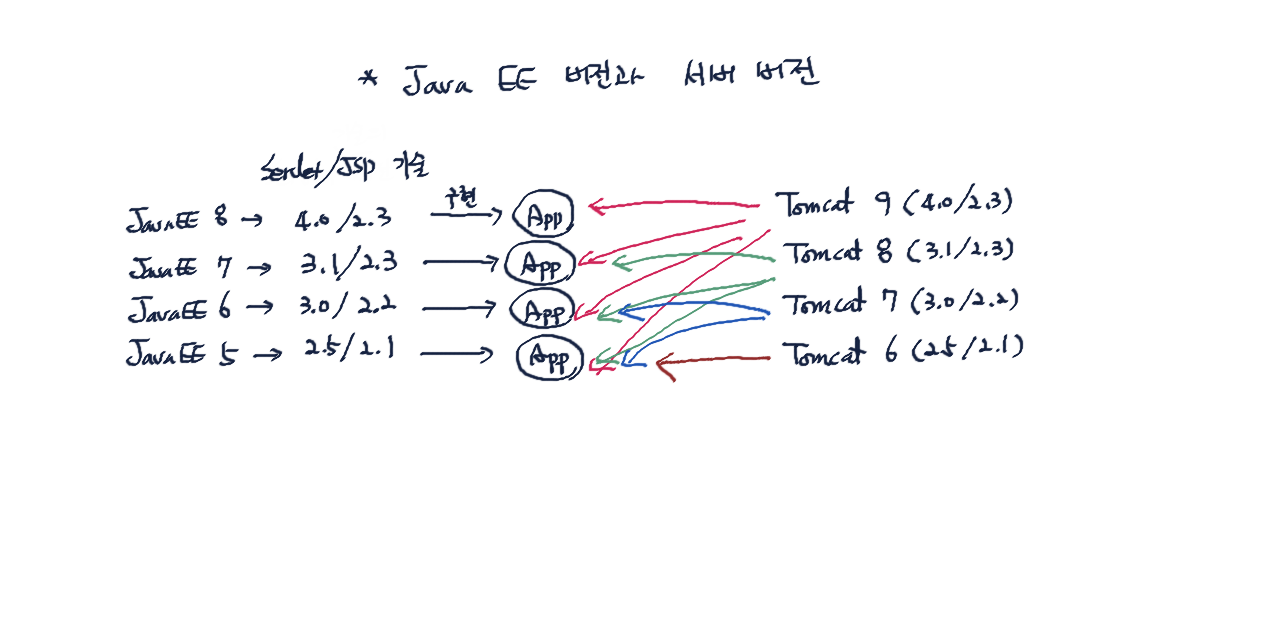 * Java EE 버전과 서버 버전
Servlet/JSP 기술
JavaEE 8 → 4.0/2.3 구현 → App Tomcat 9 (4.0/2.3)
JavaEE 7 → 3.1/2.3 → App Tomcat 8 (3.1/2.3)
JavaEE 6 → 3.0/2.2 → App Tomcat 7 (3.0/2.2)
JavaEE 5 → 2.5/2.1 → App Tomcat 6 (2.5/2.1)